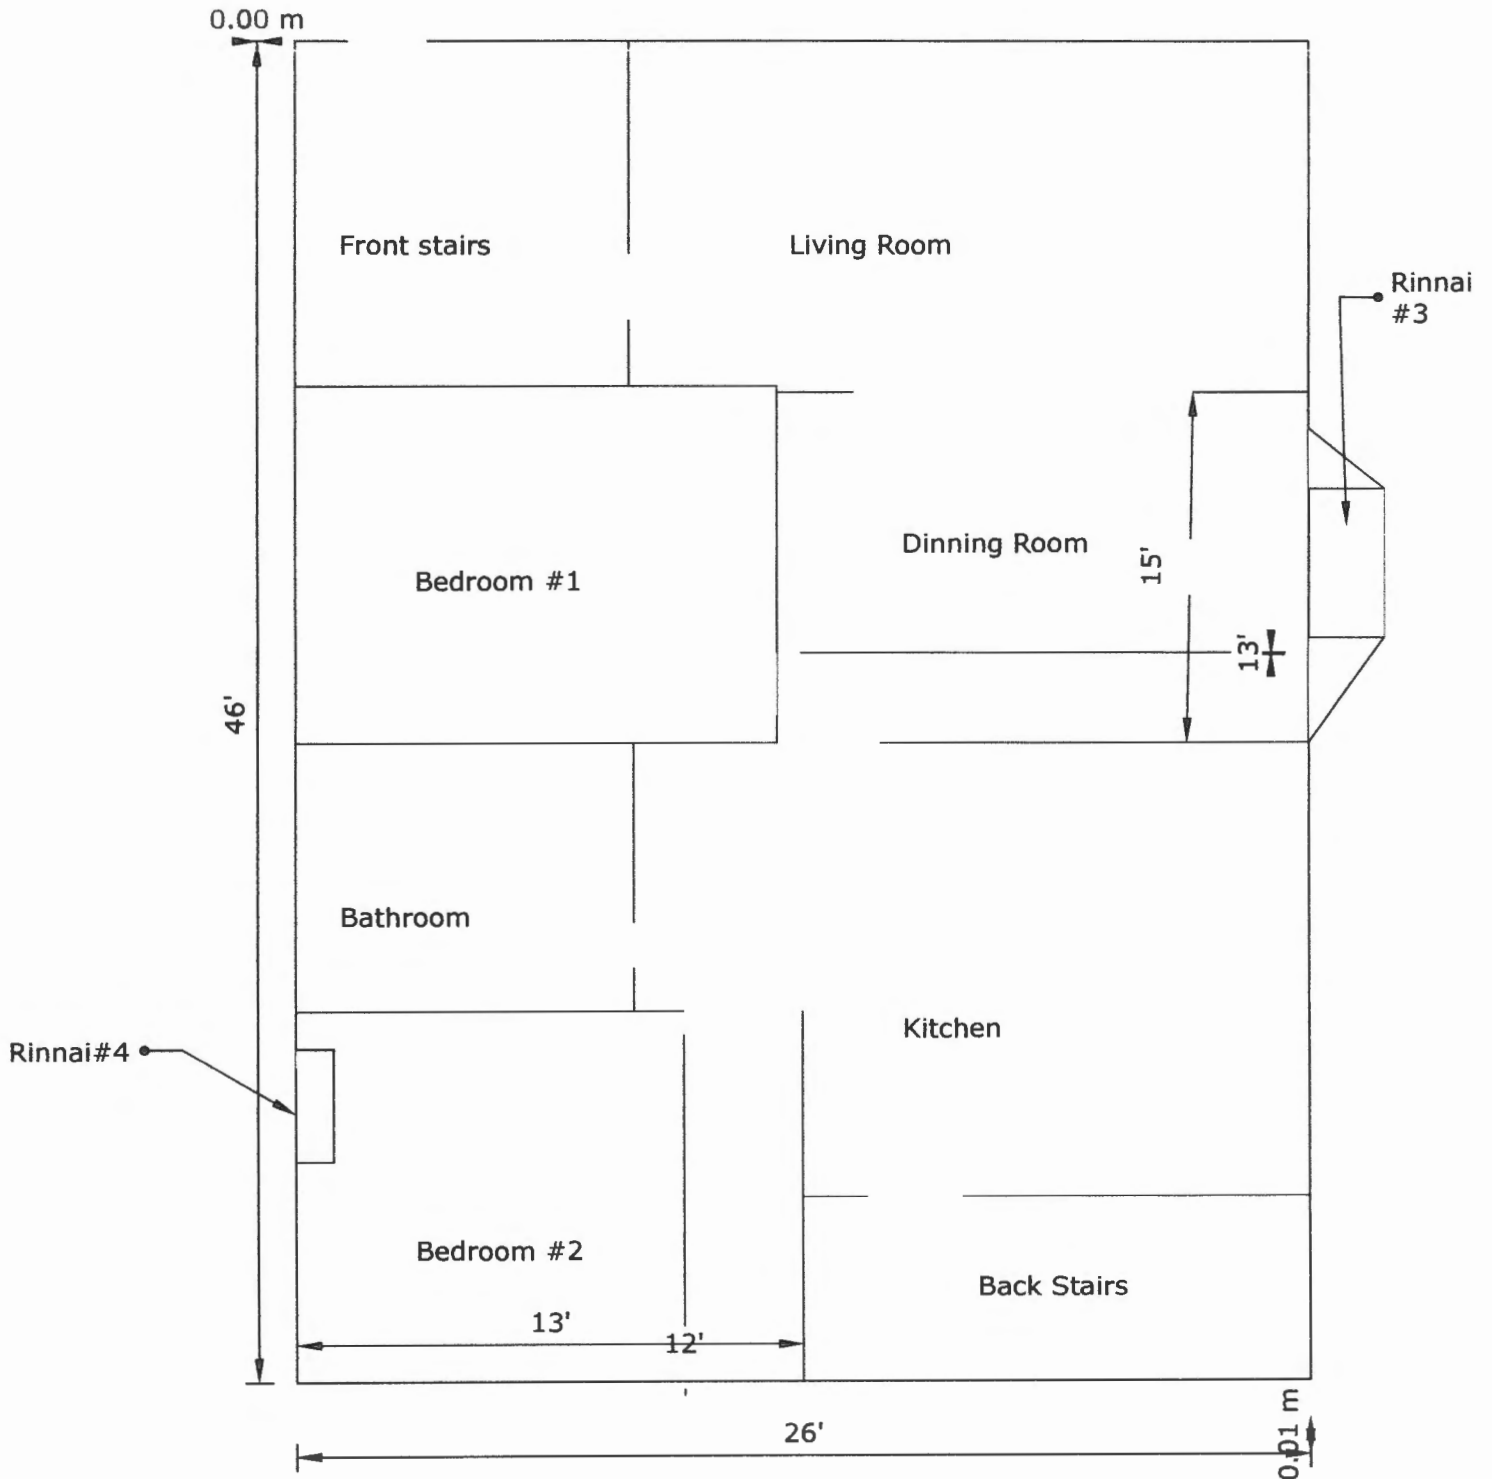 0.00 m
Front stairs
Living Room
Rinnai
#3
Dinning Room
15'
Bedroom #1
13'
46'
Bathroom
Kitchen
Rinnai#4
Bedroom #2
Back Stairs
13'
12'
26'
0.01 m